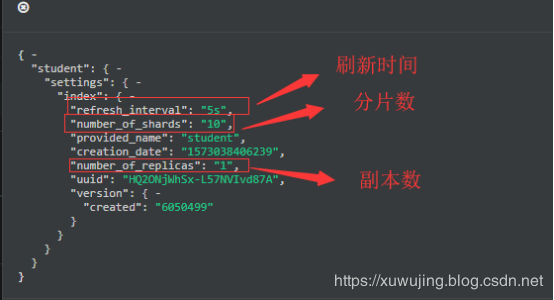 { -
"student": { -
"settings": { -
"index": { -
"refresh_interval": "5s",
"number_of_shards": "10",
"provided_name": "student",
"creation_date": "1573038406239",
"number_of_replicas": "1",
"uuid": "HQ2ONjWhSx-L57NVIvd87A",
"version": { -
"created": "6050499"
}
}
}
}
}
刷新时间
分片数
副本数
https://xuwujing.blog.csdn.net